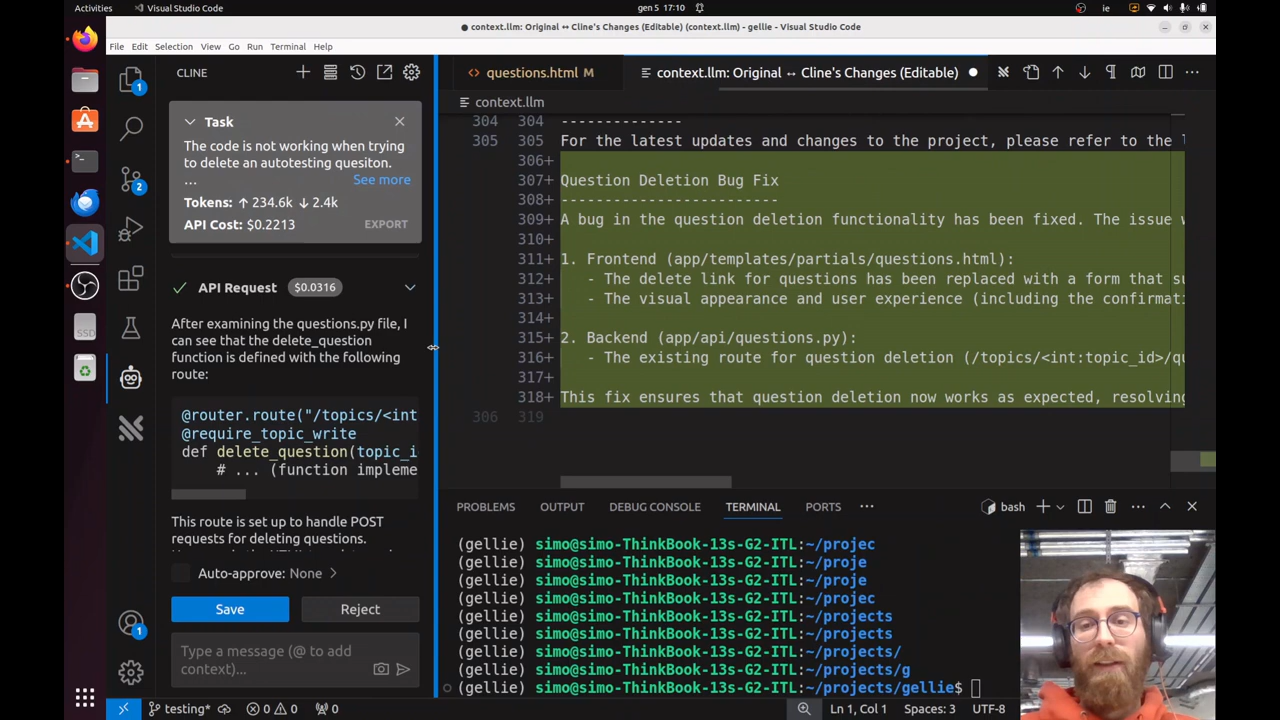 Activities
Visual Studio Code
gen 5 17:10
ie
● context.llm: Original ↔ Cline's Changes (Editable) (context.llm) - gellie - Visual Studio Code
File Edit Selection View Go Run Terminal Help
CLINE
questions.html M
context.llm: Original ↔ Cline's Changes (Editable) ●
context.llm
Task
The code is not working when trying
to delete an autotesting quesiton.
...
See more
Tokens: ↑ 234.6k ↓ 2.4k
API Cost: $0.2213
EXPORT
API Request $0.0316
After examining the questions.py file, I
can see that the delete_question
function is defined with the following
route:
@router.route("/topics/<int
@require_topic_write
def delete_question(topic_i
# ... (function impleme
This route is set up to handle POST
requests for deleting questions.
Auto-approve: None >
Save
Reject
Type a message (@ to add
context)
304 304 --------------
305 305 For the latest updates and changes to the project, please refer to the l
306+
307+ Question Deletion Bug Fix
308+ -------------------------
309+ A bug in the question deletion functionality has been fixed. The issue w
310+
311+ 1. Frontend (app/templates/partials/questions.html):
312+ - The delete link for questions has been replaced with a form that su
313+ - The visual appearance and user experience (including the confirmati
314+
315+ 2. Backend (app/api/questions.py):
316+ - The existing route for question deletion (/topics/<int:topic_id>/qu
317+
318+ This fix ensures that question deletion now works as expected, resolving
306 319
PROBLEMS OUTPUT DEBUG CONSOLE TERMINAL PORTS ···
bash
(gellie) simo@simo-ThinkBook-13s-G2-ITL:~/projec
(gellie) simo@simo-ThinkBook-13s-G2-ITL:~/proje
(gellie) simo@simo-ThinkBook-13s-G2-ITL:~/proje
(gellie) simo@simo-ThinkBook-13s-G2-ITL:~/projec
(gellie) simo@simo-ThinkBook-13s-G2-ITL:~/projects
(gellie) simo@simo-ThinkBook-13s-G2-ITL:~/projects
(gellie) simo@simo-ThinkBook-13s-G2-ITL:~/projects/
(gellie) simo@simo-ThinkBook-13s-G2-ITL:~/projects/g
(gellie) simo@simo-ThinkBook-13s-G2-ITL:~/projects/gellie$
SSD
1
2
1
testing*
0 0
0
Ln 1, Col 1
Spaces: 3
UTF-8